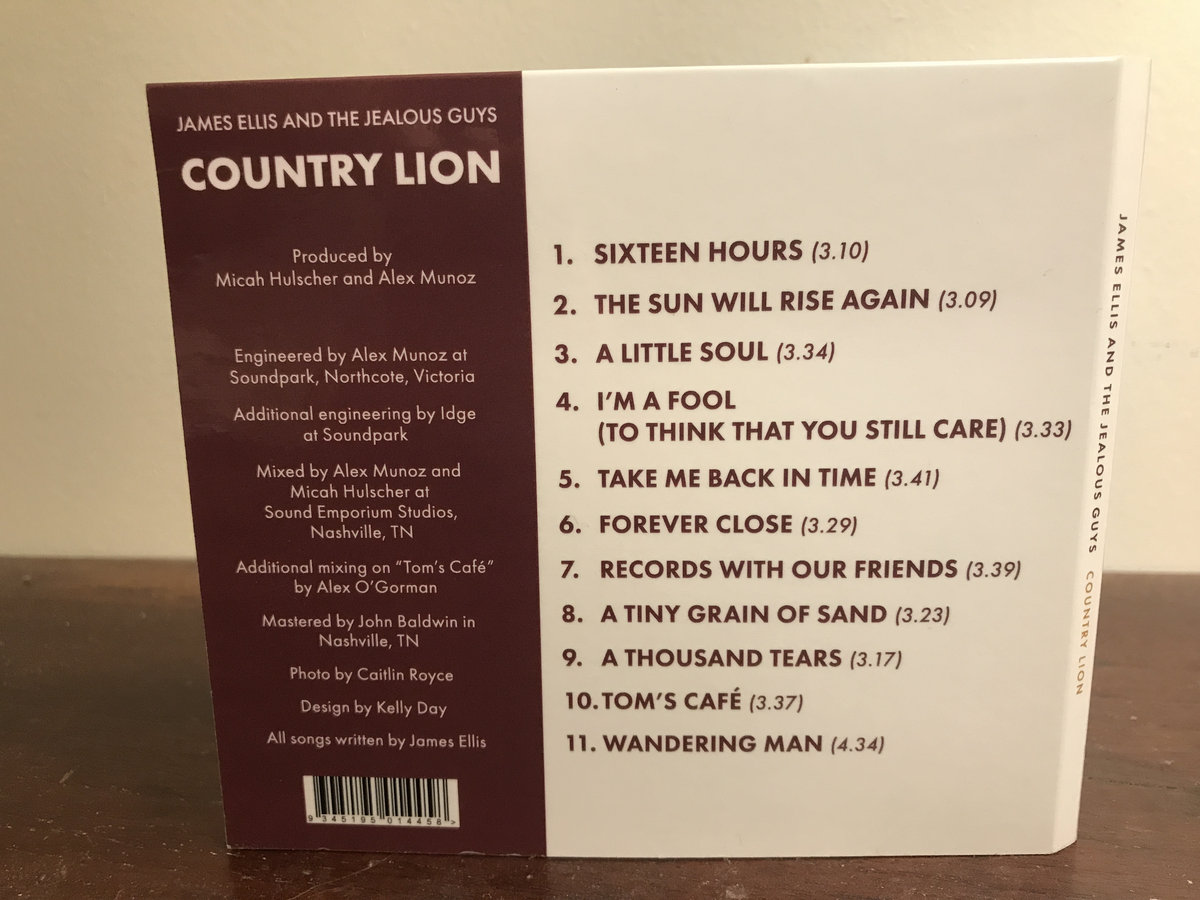 JAMES ELLIS AND THE JEALOUS GUYS
COUNTRY LION
Produced by
Micah Hulscher and Alex Munoz
Engineered by Alex Munoz at
Soundpark, Northcote, Victoria
Additional engineering by Idge
at Soundpark
Mixed by Alex Munoz and
Micah Hulscher at
Sound Emporium Studios,
Nashville, TN
Additional mixing on “Tom’s Café”
by Alex O’Gorman
Mastered by John Baldwin in
Nashville, TN
Photo by Caitlin Royce
Design by Kelly Day
All songs written by James Ellis
9 345195 014458 >
1. SIXTEEN HOURS (3.10)
2. THE SUN WILL RISE AGAIN (3.09)
3. A LITTLE SOUL (3.34)
4. I’M A FOOL
(TO THINK THAT YOU STILL CARE) (3.33)
5. TAKE ME BACK IN TIME (3.41)
6. FOREVER CLOSE (3.29)
7. RECORDS WITH OUR FRIENDS (3.39)
8. A TINY GRAIN OF SAND (3.23)
9. A THOUSAND TEARS (3.17)
10. TOM’S CAFÉ (3.37)
11. WANDERING MAN (4.34)
JAMES ELLIS AND THE JEALOUS GUYS COUNTRY LION